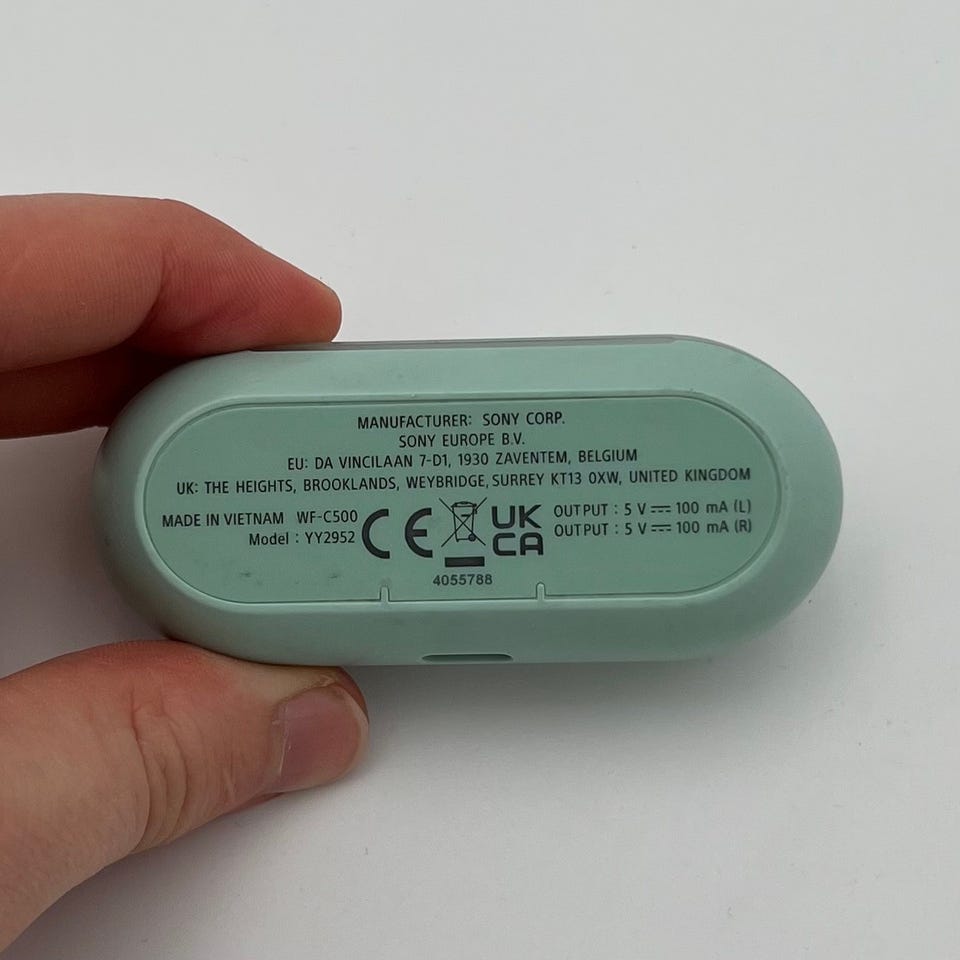 MANUFACTURER: SONY CORP.
SONY EUROPE B.V.
EU: DA VINCILAAN 7-D1, 1930 ZAVENTEM, BELGIUM
UK: THE HEIGHTS, BROOKLANDS, WEYBRIDGE, SURREY KT13 0XW, UNITED KINGDOM
MADE IN VIETNAM WF-C500
Model : YY2952
CE
UK
CA
OUTPUT : 5 V ⎓ 100 mA (L)
OUTPUT : 5 V ⎓ 100 mA (R)
4055788